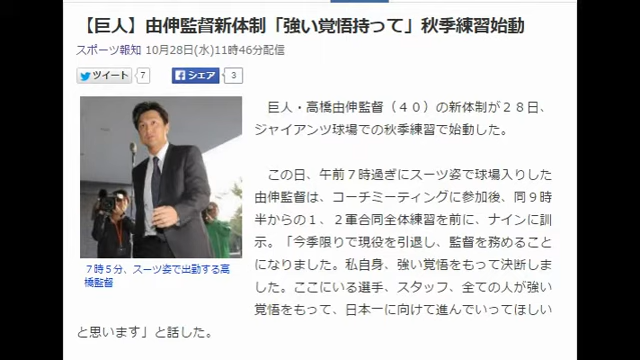 【巨人】由伸監督新体制「強い覚悟持って」秋季練習始動
スポーツ報知 10月28日(水)11時46分配信
ツイート 7 シェア 3
巨人・高橋由伸監督（４０）の新体制が２８日、
ジャイアンツ球場での秋季練習で始動した。
この日、午前７時過ぎにスーツ姿で球場入りした
由伸監督は、コーチミーティングに参加後、同９時
半からの１、２軍合同全体練習を前に、ナインに訓
示。「今季限りで現役を引退し、監督を務めること
になりました。私自身、強い覚悟をもって決断しま
した。ここにいる選手、スタッフ、全ての人が強い
覚悟をもって、日本一に向けて進んでいってほしい
と思います」と話した。
７時５分、スーツ姿で出勤する高
橋監督